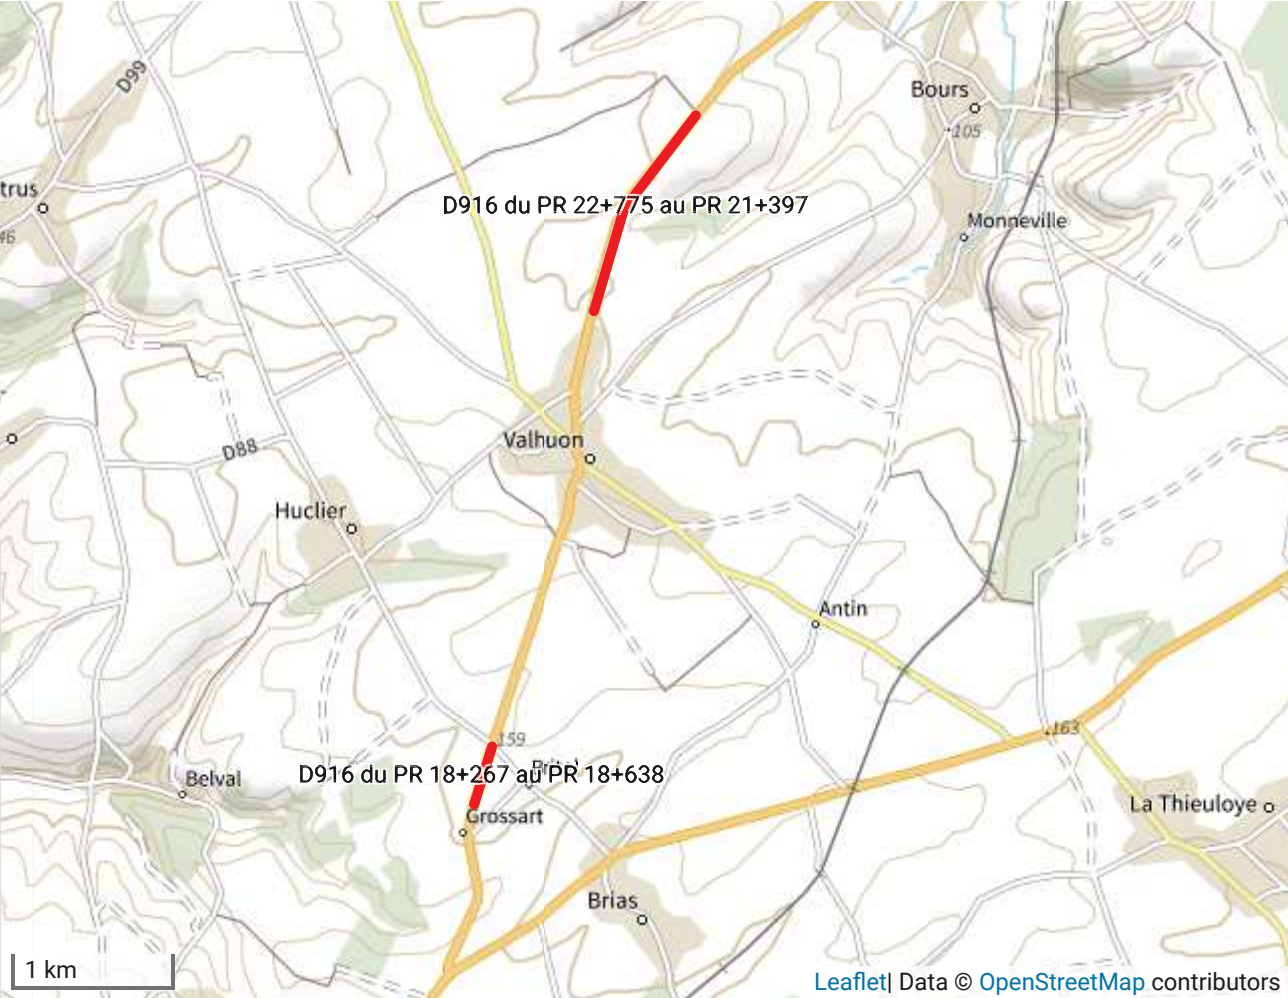 D99
Bours
105
trus
D916 du PR 22+775 au PR 21+397
Monneville
46
Valhuon
D88
Huclier
Antin
159
163
D916 du PR 18+267 au PR 18+638
Belval
La Thieuloye
Grossart
Brias
1 km
Leaflet| Data © OpenStreetMap contributors